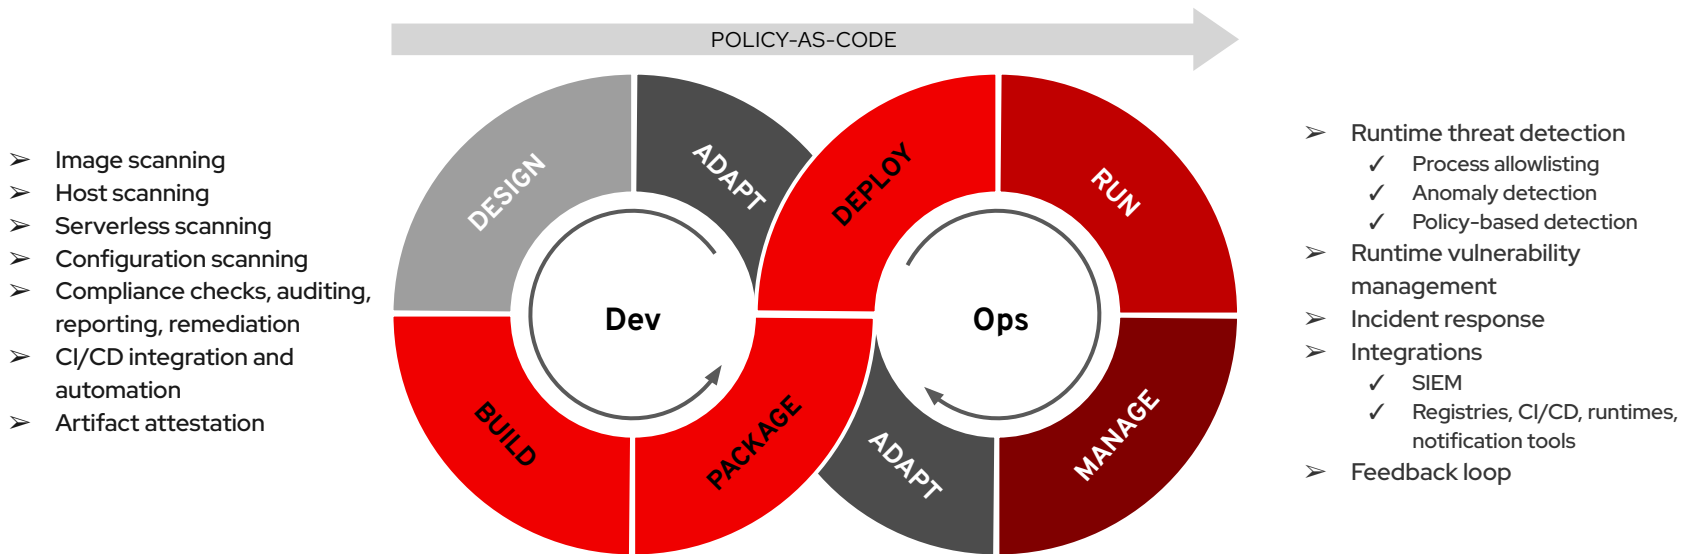 POLICY-AS-CODE
➢ Image scanning
➢ Host scanning
➢ Serverless scanning
➢ Configuration scanning
➢ Compliance checks, auditing,
reporting, remediation
➢ CI/CD integration and
automation
➢ Artifact attestation
DESIGN
ADAPT
DEPLOY
RUN
Dev
Ops
BUILD
PACKAGE
ADAPT
MANAGE
➢ Runtime threat detection
✓ Process allowlisting
✓ Anomaly detection
✓ Policy-based detection
➢ Runtime vulnerability
management
➢ Incident response
➢ Integrations
✓ SIEM
✓ Registries, CI/CD, runtimes,
notification tools
➢ Feedback loop